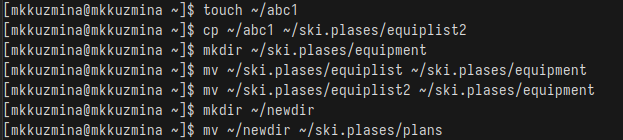 [mkkuzmina@mkkuzmina ~]$ touch ~/abc1
[mkkuzmina@mkkuzmina ~]$ cp ~/abc1 ~/ski.plases/equiplist2
[mkkuzmina@mkkuzmina ~]$ mkdir ~/ski.plases/equipment
[mkkuzmina@mkkuzmina ~]$ mv ~/ski.plases/equiplist ~/ski.plases/equipment
[mkkuzmina@mkkuzmina ~]$ mv ~/ski.plases/equiplist2 ~/ski.plases/equipment
[mkkuzmina@mkkuzmina ~]$ mkdir ~/newdir
[mkkuzmina@mkkuzmina ~]$ mv ~/newdir ~/ski.plases/plans